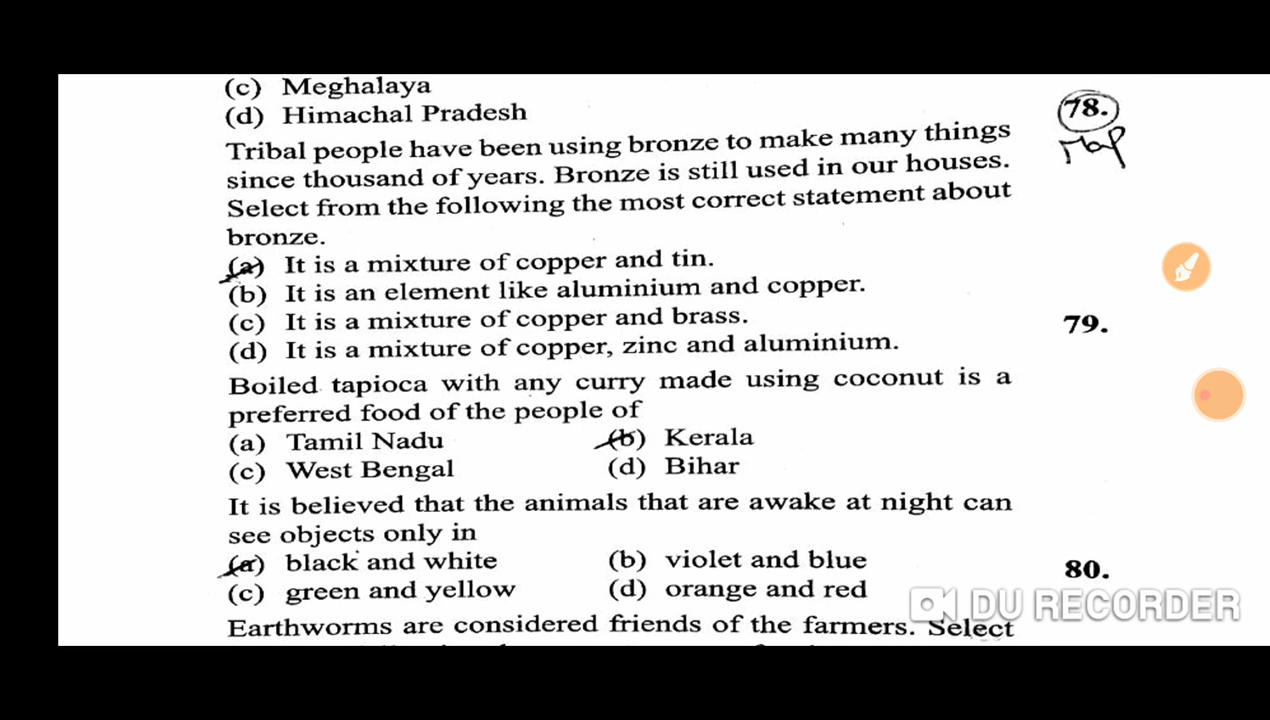 (c) Meghalaya
(d) Himachal Pradesh
Tribal people have been using bronze to make many things
since thousand of years. Bronze is still used in our houses.
Select from the following the most correct statement about
bronze.
(a) It is a mixture of copper and tin.
(b) It is an element like aluminium and copper.
(c) It is a mixture of copper and brass.
(d) It is a mixture of copper, zinc and aluminium.
Boiled tapioca with any curry made using coconut is a
preferred food of the people of
(a) Tamil Nadu (b) Kerala
(c) West Bengal (d) Bihar
It is believed that the animals that are awake at night can
see objects only in
(a) black and white (b) violet and blue
(c) green and yellow (d) orange and red
Earthworms are considered friends of the farmers. Select
78.
Map
79.
80.
DU RECORDER